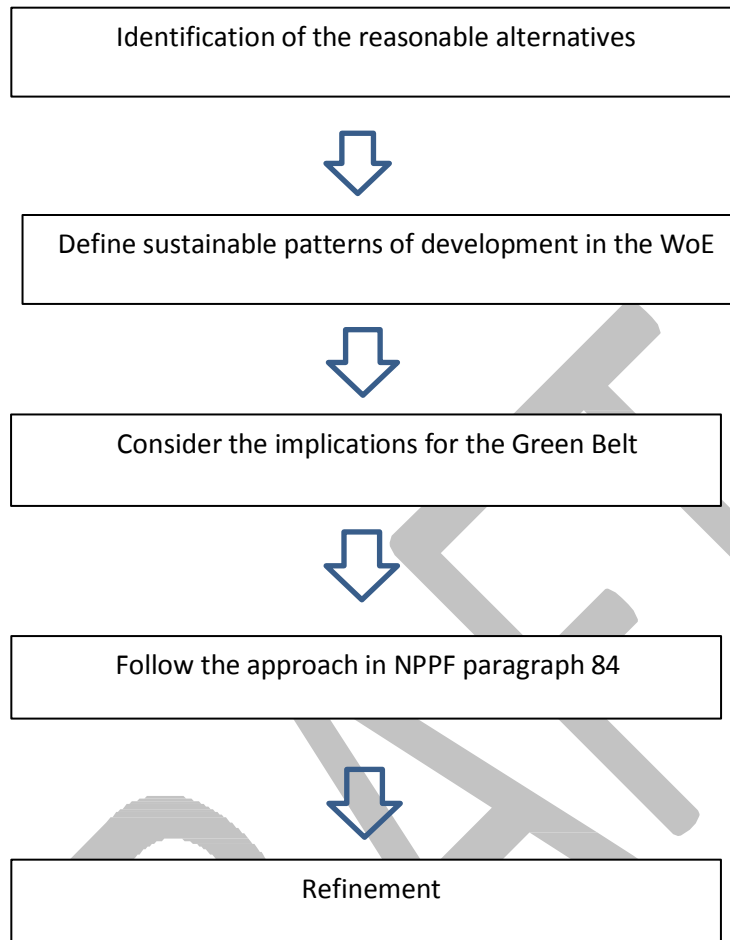 Identification of the reasonable alternatives
Define sustainable patterns of development in the WoE
Consider the implications for the Green Belt
Follow the approach in NPPF paragraph 84
Refinement